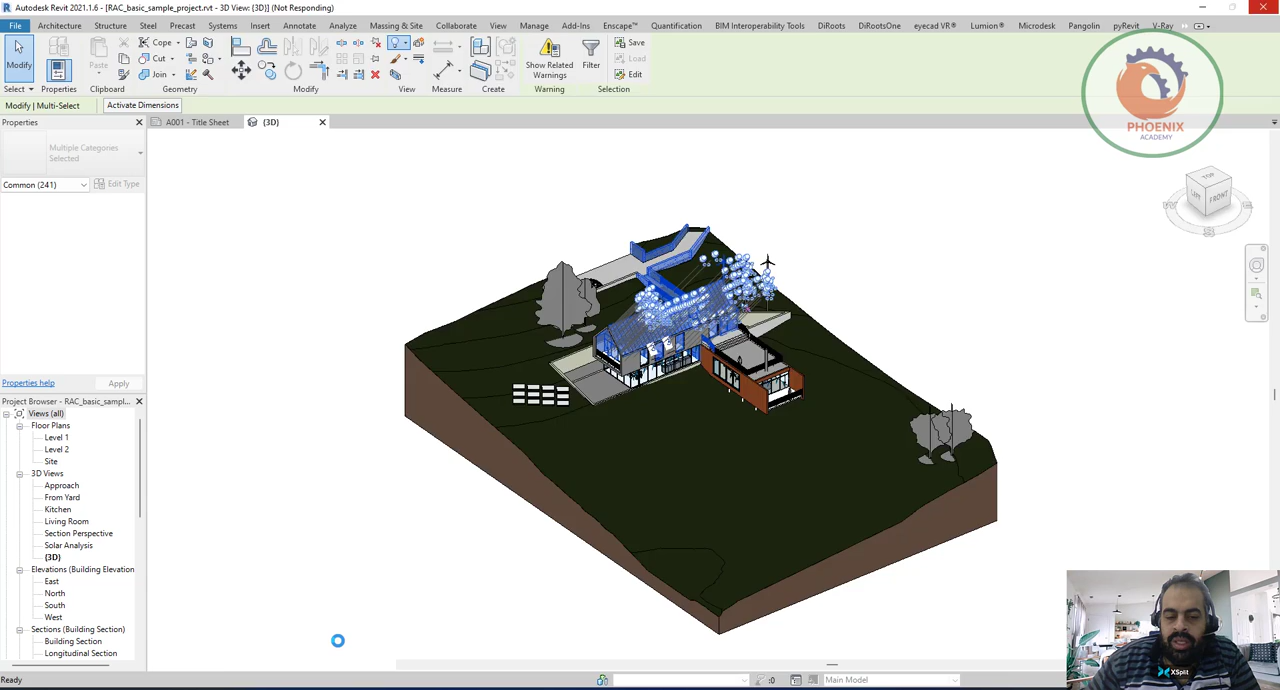 Autodesk Revit 2021.1.6 - [RAC_basic_sample_project.rvt - 3D View: {3D}] (Not Responding)
File Architecture Structure Steel Precast Systems Insert Annotate Analyze Massing & Site Collaborate View Manage Add-Ins Enscape™ Quantification BIM Interoperability Tools DiRoots DiRootsOne eyecad VR® Lumion® Microdesk Pangolin pyRevit V-Ray
Modify
Paste
Cope
Cut
Join
Show Related Warnings
Filter
Save
Load
Edit
Select Properties Clipboard Geometry Modify View Measure Create Warning Selection
Modify | Multi-Select Activate Dimensions
PHOENIX
ACADEMY
Properties
A001 - Title Sheet
{3D}
Multiple Categories
Selected
Common (241) Edit Type
TOP
FRONT
W
E
S
Properties help Apply
Project Browser - RAC_basic_sampl...
Views (all)
Floor Plans
Level 1
Level 2
Site
3D Views
Approach
From Yard
Kitchen
Living Room
Section Perspective
Solar Analysis
{3D}
Elevations (Building Elevation
East
North
South
West
Sections (Building Section)
Building Section
Longitudinal Section
XSplit
Ready :0 Main Model